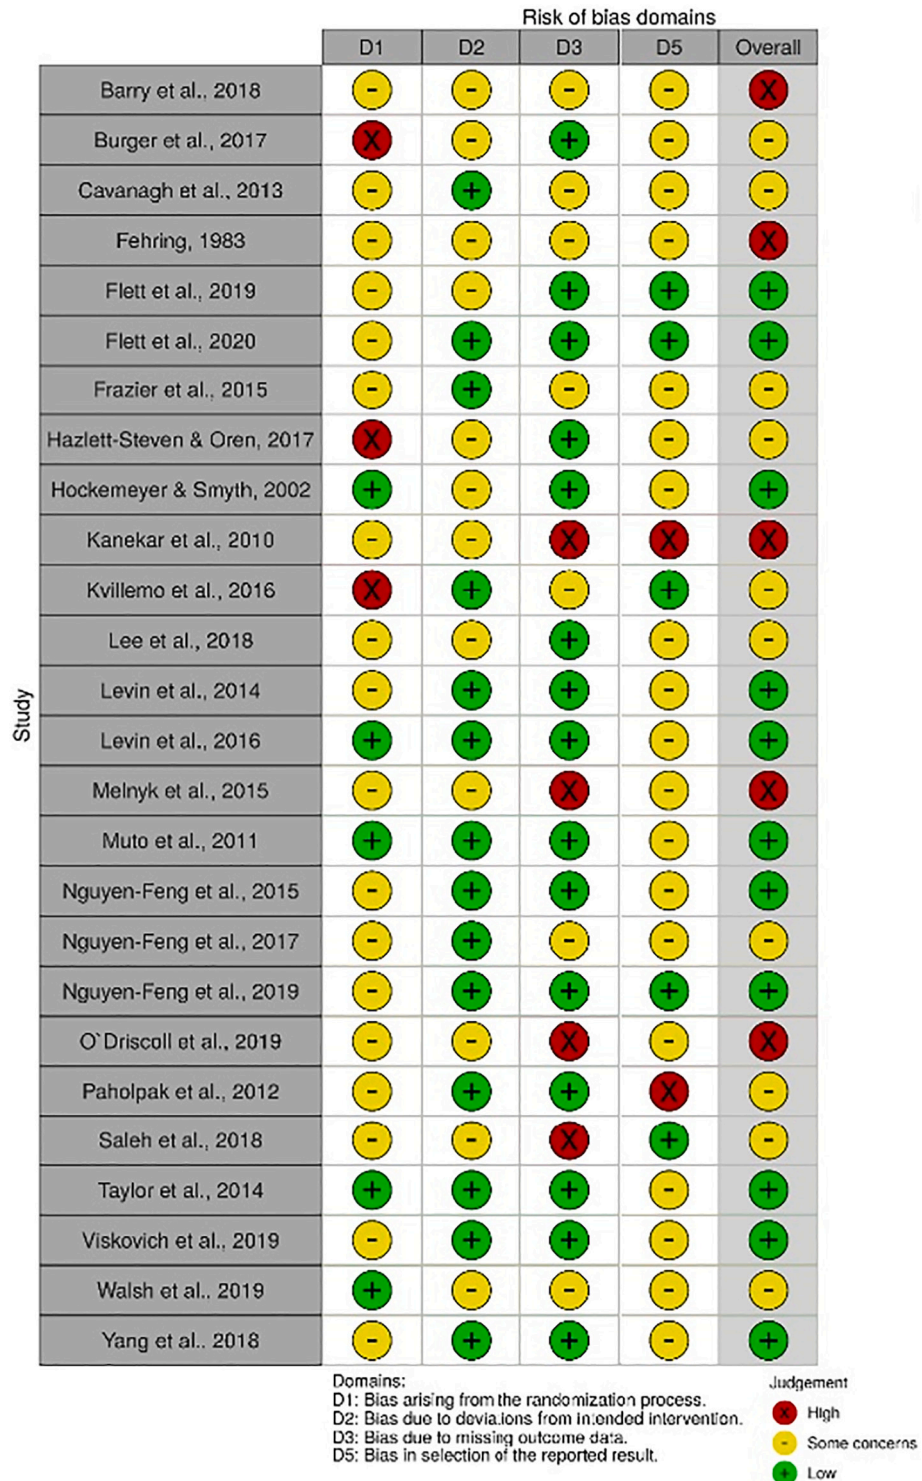 Risk of bias domains
D1 D2 D3 D5 Overall
Barry et al., 2018 - - - - X
Burger et al., 2017 X - + - -
Cavanagh et al., 2013 - + - - -
Fehring, 1983 - - - - X
Flett et al., 2019 - - + + +
Flett et al., 2020 - + + + +
Frazier et al., 2015 - + - - -
Hazlett-Steven & Oren, 2017 X - + - -
Hockemeyer & Smyth, 2002 + - + - +
Kanekar et al., 2010 - - X X X
Kvillemo et al., 2016 X + - + -
Lee et al., 2018 - - + - -
Levin et al., 2014 - + + - +
Levin et al., 2016 + + + - +
Melnyk et al., 2015 - - X - X
Muto et al., 2011 + + + - +
Nguyen-Feng et al., 2015 - + + - +
Nguyen-Feng et al., 2017 - + - - -
Nguyen-Feng et al., 2019 - + + + +
O`Driscoll et al., 2019 - - X - X
Paholpak et al., 2012 - + + X -
Saleh et al., 2018 - - X + -
Taylor et al., 2014 + + + - +
Viskovich et al., 2019 - + + - +
Walsh et al.. 2019 + - - - -
Yang et al.. 2018 - + + - +
Study
Domains:
D1: Bias arising from the randomization process.
D2: Bias due to deviations from intended intervention.
D3: Bias due to missing outcome data.
D5: Bias in selection of the reported result.
Judgement
X High
- Some concerns
+ Low